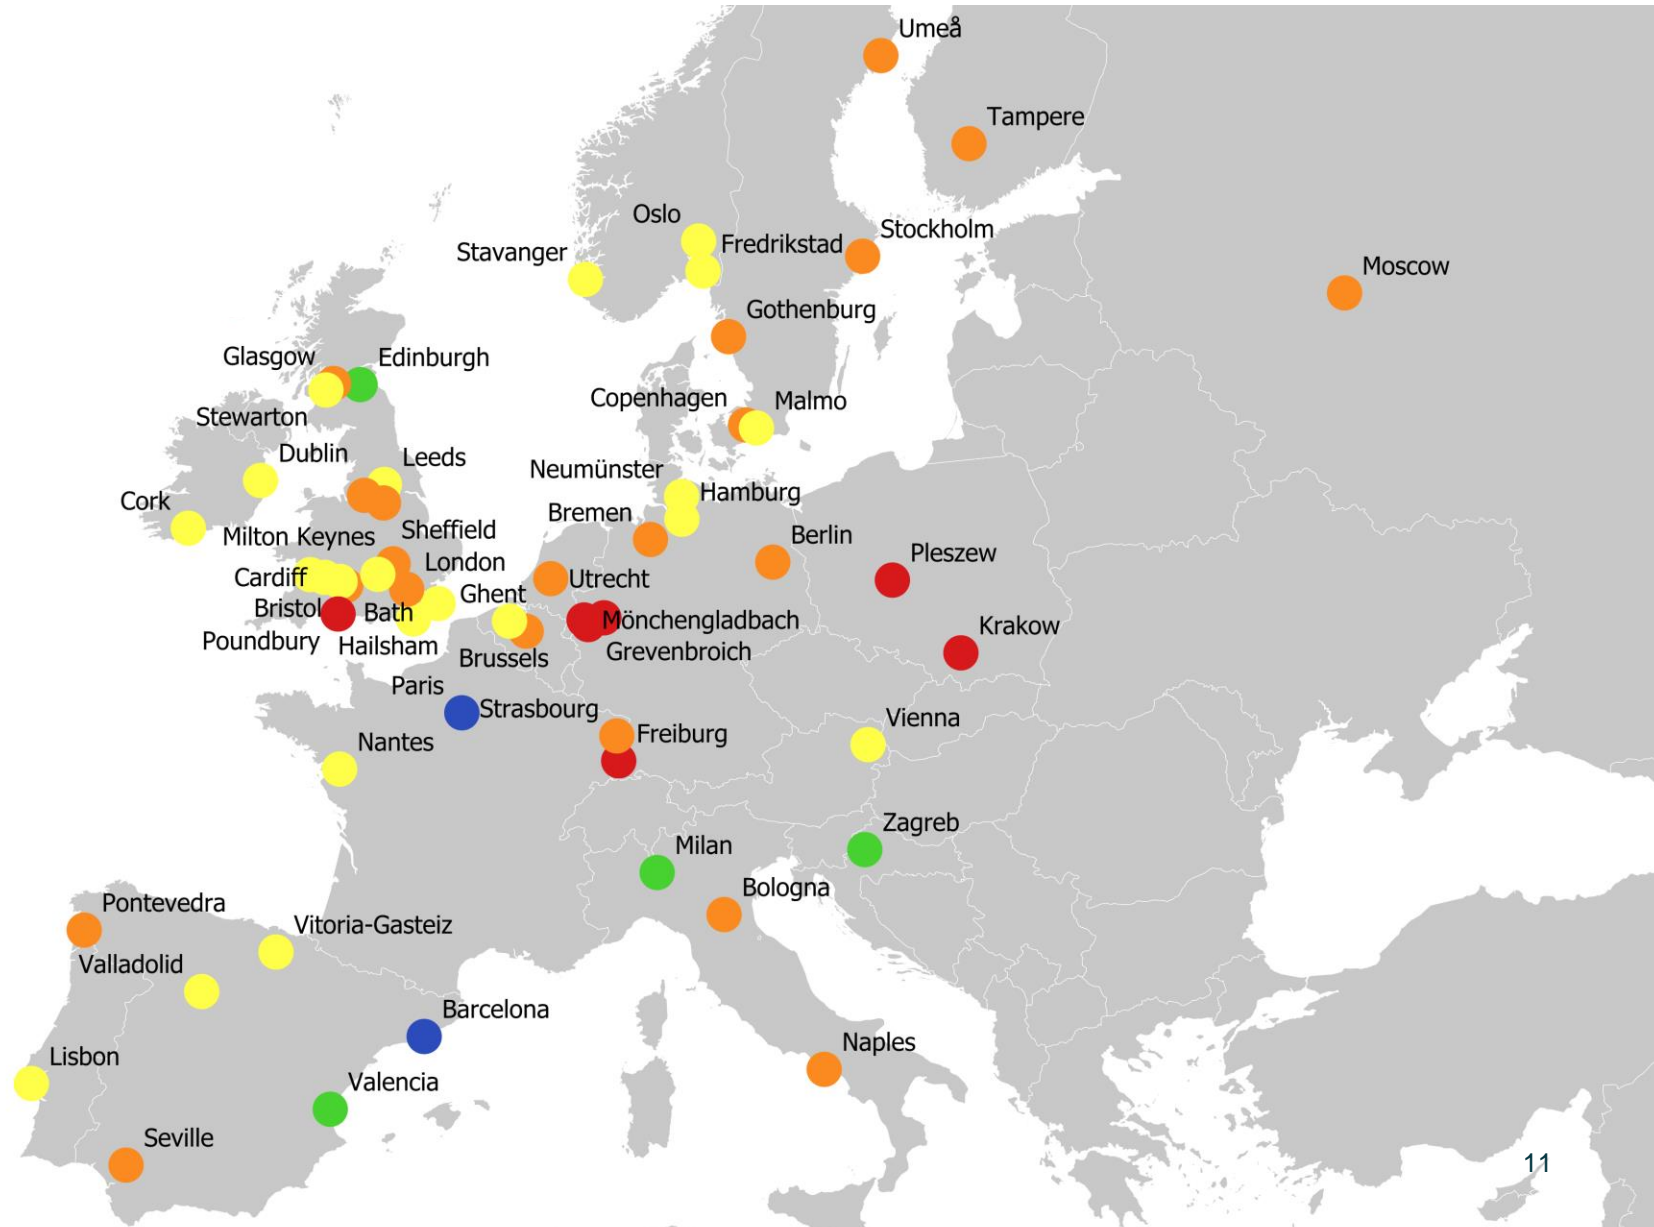 Umeå
Tampere
Oslo
Stockholm
Fredrikstad
Stavanger
Moscow
Gothenburg
Glasgow
Edinburgh
Copenhagen
Malmo
Stewarton
Dublin
Leeds
Neumünster
Hamburg
Cork
Bremen
Sheffield
Milton Keynes
Berlin
Pleszew
London
Cardiff
Utrecht
Ghent
Bristol
Bath
Mönchengladbach
Krakow
Poundbury
Hailsham
Grevenbroich
Brussels
Paris
Strasbourg
Vienna
Freiburg
Nantes
Zagreb
Milan
Bologna
Pontevedra
Vitoria-Gasteiz
Valladolid
Barcelona
Naples
Lisbon
Valencia
Seville
11